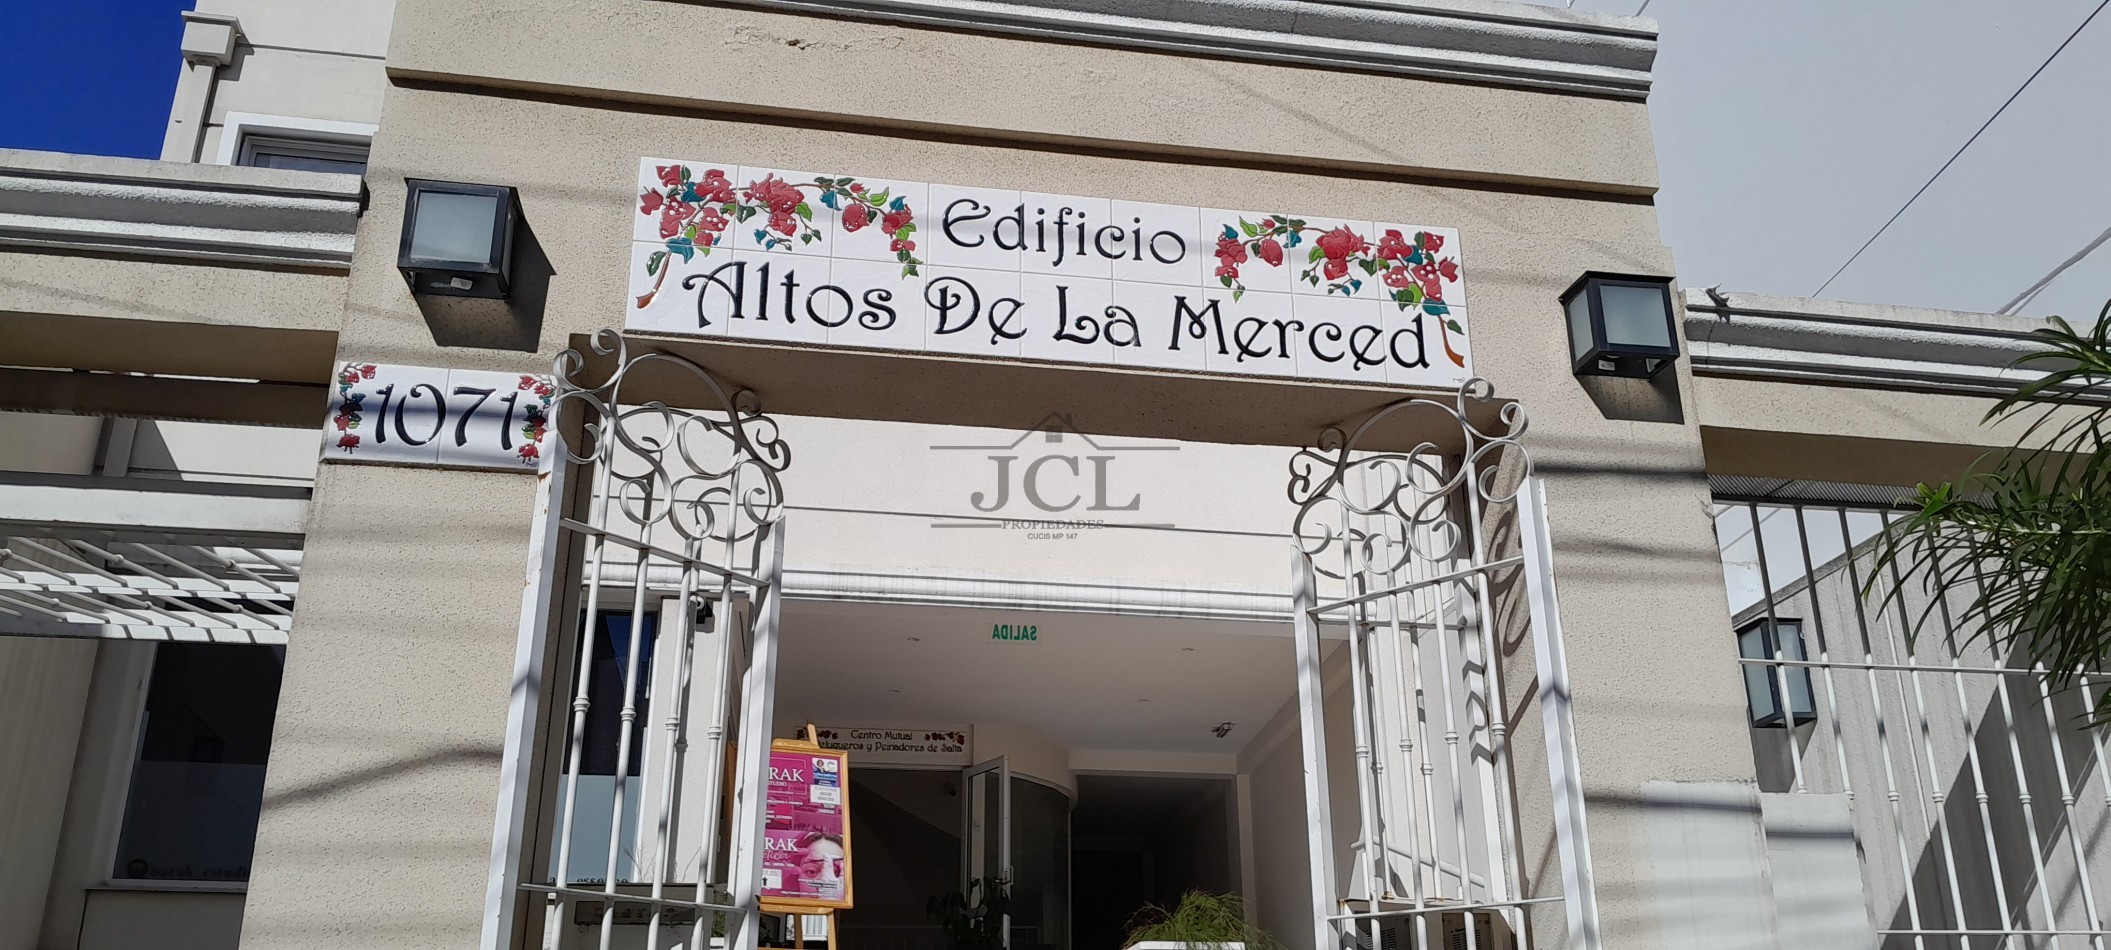 Edificio
Altos De La Merced
1071
JCL
PROPIEDADES
CUCIS MP 147
SALIDA
Centro Mutual
y Peinadores de Salta